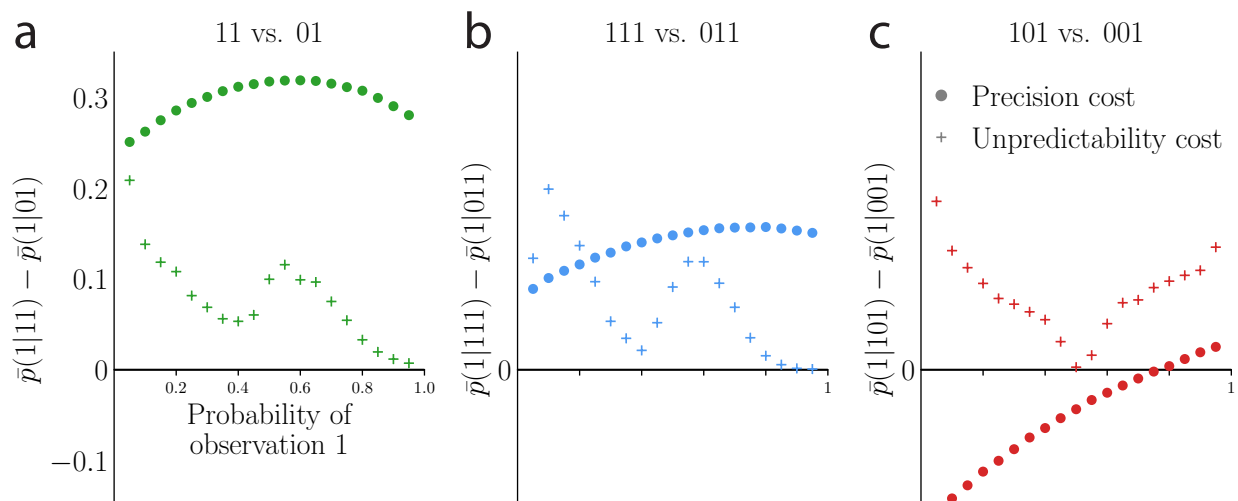 a
11 vs. 01
p̄(1|11) − p̄(1|01)
0.3
0.2
0.1
0
−0.1
0.2
0.4
0.6
0.8
1.0
Probability of
observation 1
b
111 vs. 011
p̄(1|111) − p̄(1|011)
0
1
c
101 vs. 001
Precision cost
Unpredictability cost
p̄(1|101) − p̄(1|001)
0
1